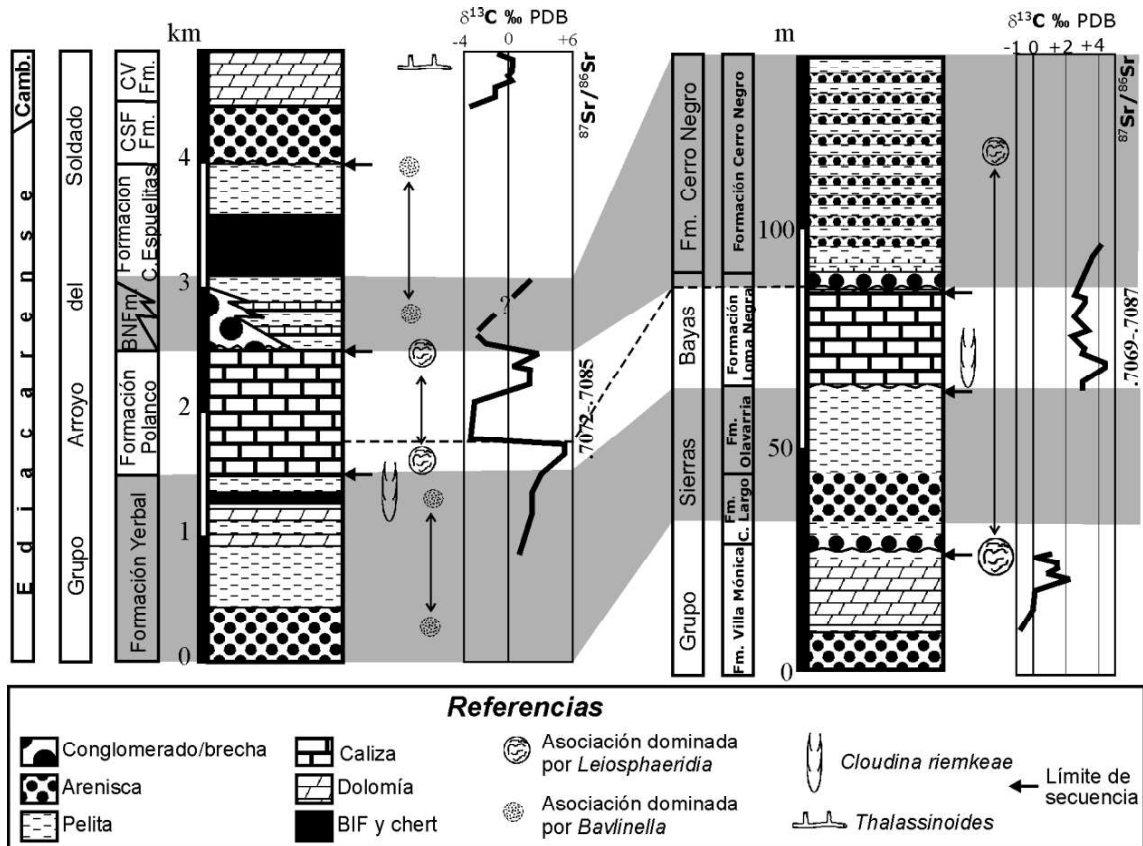 δ¹³C ‰ PDB
km
-4 0 +6
Camb.
Ediacarense
Soldado
del
Arroyo
Grupo
CV Fm.
CSF Fm.
Formacion C. Espuelitas
BNFm.
Formación Polanco
Formación Yerbal
4
3
2
1
0
?
⁸⁷Sr/⁸⁶Sr
.7072-.7085
δ¹³C ‰ PDB
m
-1 0 +2 +4
⁸⁷Sr/⁸⁶Sr
.7069-.7087
Fm. Cerro Negro
Bayas
Sierras
Grupo
Formación Cerro Negro
Formación Loma Negra
Fm. Olavarria
Fm. C. Largo
Fm. Villa Mónica
100
50
0
Referencias
Conglomerado/brecha
Arenisca
Pelita
Caliza
Dolomía
BIF y chert
Asociación dominada
por Leiosphaeridia
Asociación dominada
por Bavlinella
Cloudina riemkeae
Thalassinoides
Límite de
secuencia